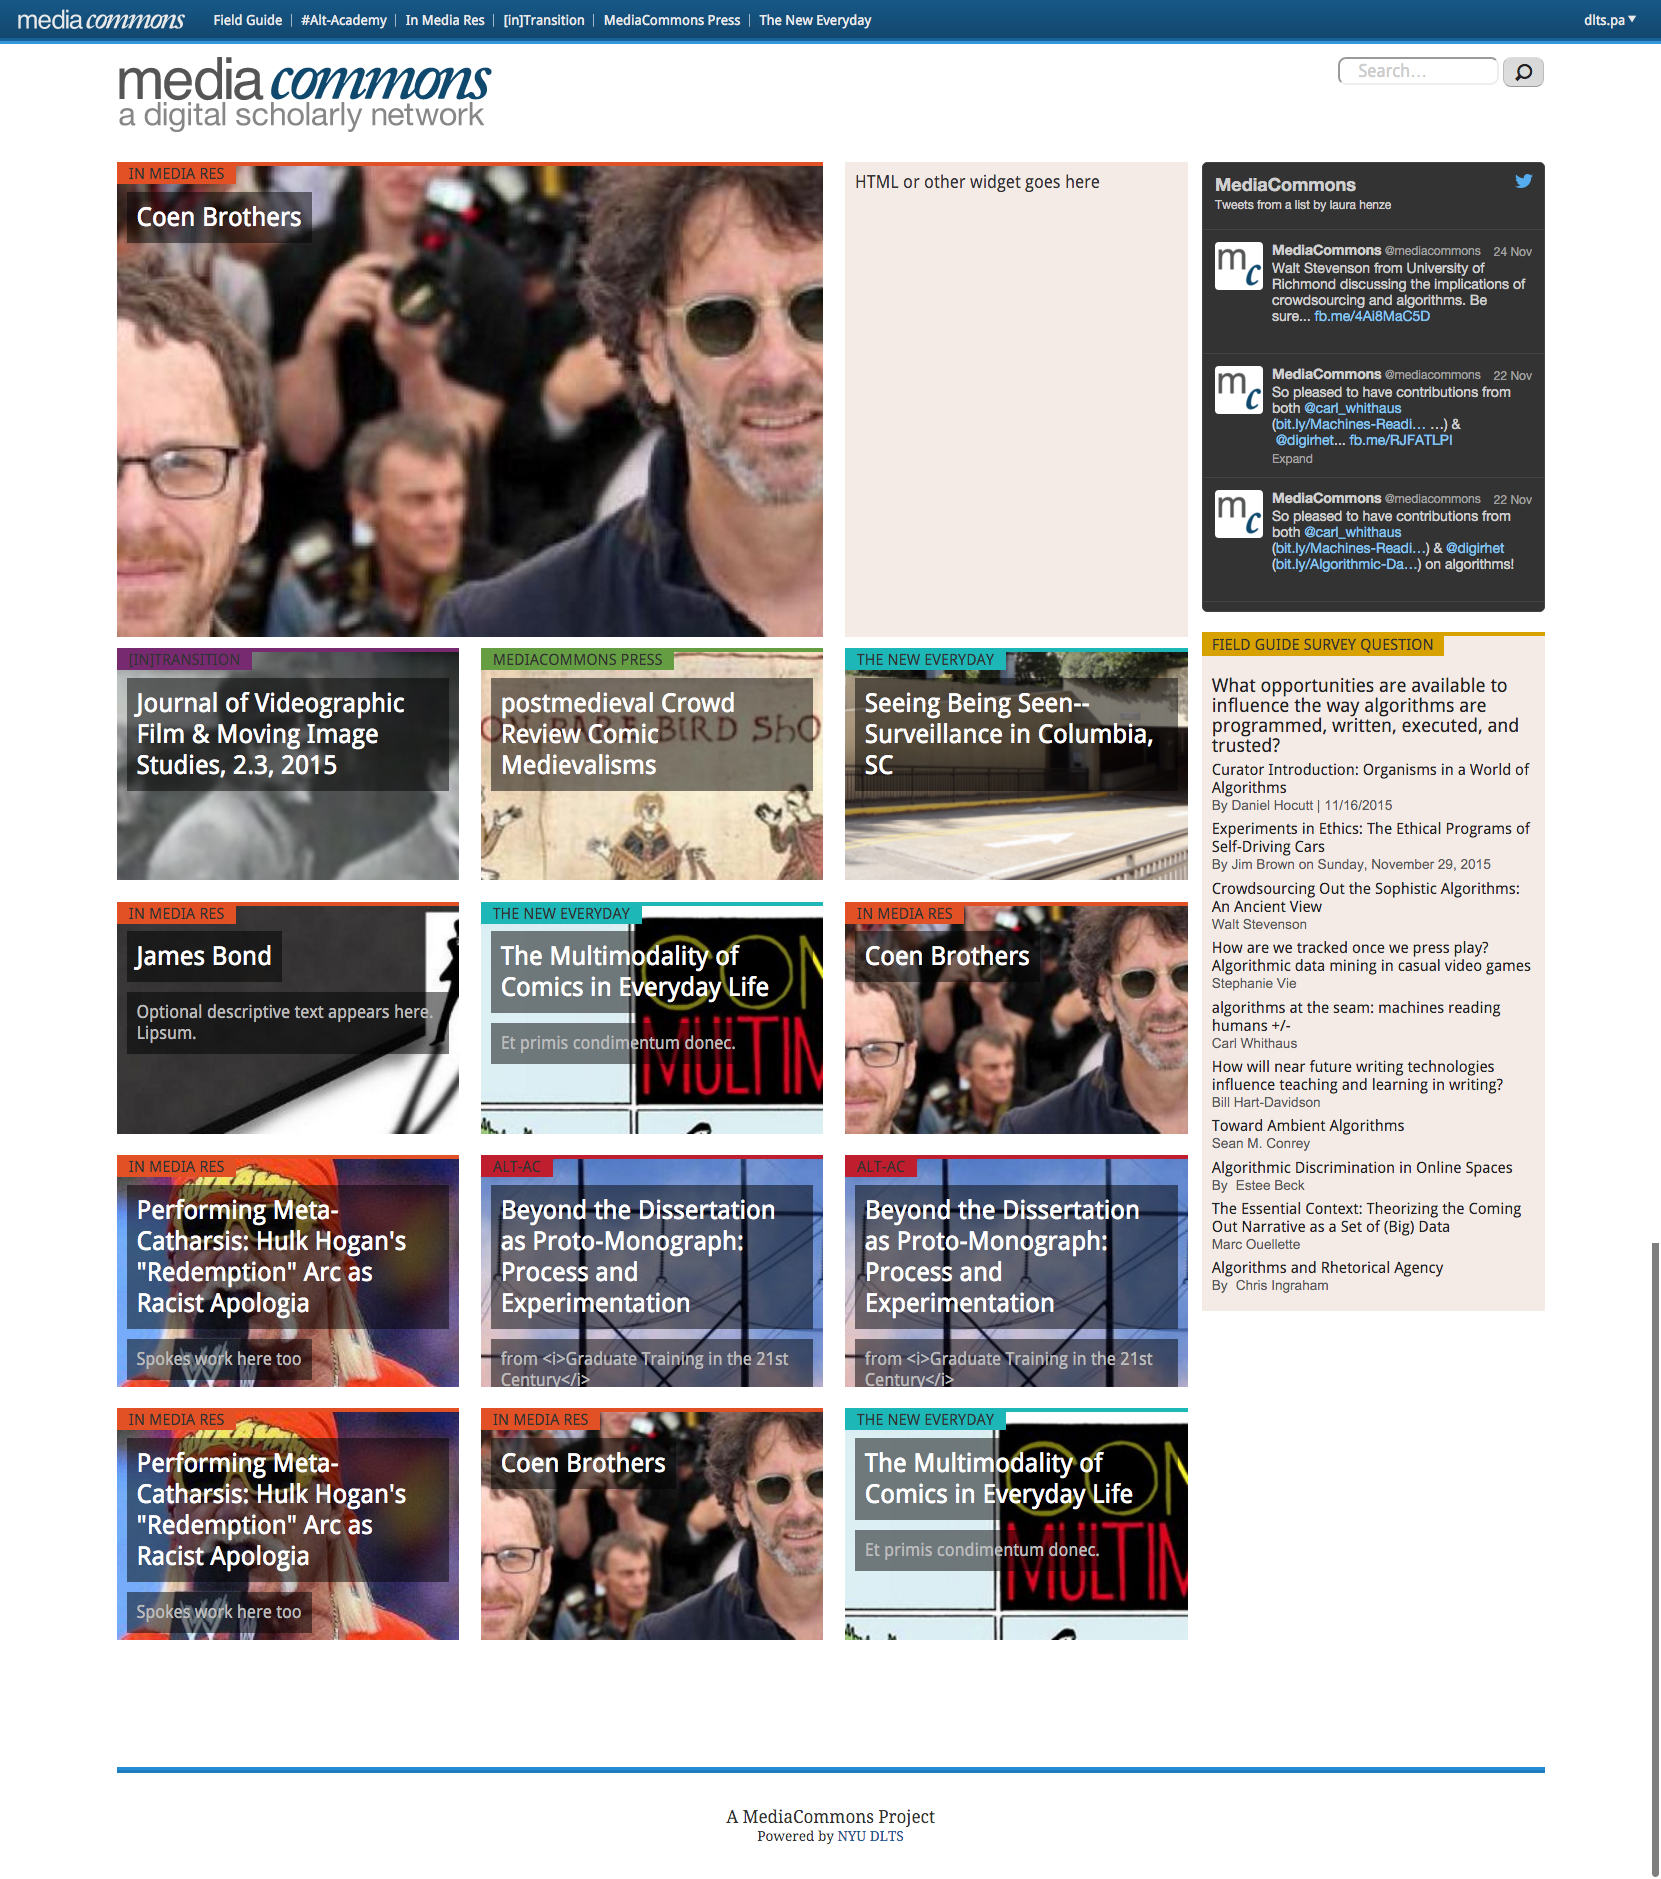 media commons
Field Guide
#Alt-Academy
In Media Res
[in]Transition
MediaCommons Press
The New Everyday
dlts.pa
media commons
a digital scholarly network
Search...
IN MEDIA RES
Coen Brothers
HTML or other widget goes here
MediaCommons
Tweets from a list by laura henze
MediaCommons @mediacommons 24 Nov
Walt Stevenson from University of
Richmond discussing the implications of
crowdsourcing and algorithms. Be
sure... fb.me/4Ai8MaC5D
MediaCommons @mediacommons 22 Nov
So pleased to have contributions from
both @carl_whithaus
(bit.ly/Machines-Readi… …) &
@digirhet... fb.me/RJFATLPI
Expand
MediaCommons @mediacommons 22 Nov
So pleased to have contributions from
both @carl_whithaus
(bit.ly/Machines-Readi…) & @digirhet
(bit.ly/Algorithmic-Da…) on algorithms!
[IN]TRANSITION
Journal of Videographic
Film & Moving Image
Studies, 2.3, 2015
MEDIACOMMONS PRESS
postmedieval Crowd
Review Comic
Medievalisms
BIRD ShO
THE NEW EVERYDAY
Seeing Being Seen--
Surveillance in Columbia,
SC
FIELD GUIDE SURVEY QUESTION
What opportunities are available to
influence the way algorithms are
programmed, written, executed, and
trusted?
Curator Introduction: Organisms in a World of
Algorithms
By Daniel Hocutt | 11/16/2015
Experiments in Ethics: The Ethical Programs of
Self-Driving Cars
By Jim Brown on Sunday, November 29, 2015
Crowdsourcing Out the Sophistic Algorithms:
An Ancient View
Walt Stevenson
How are we tracked once we press play?
Algorithmic data mining in casual video games
Stephanie Vie
algorithms at the seam: machines reading
humans +/-
Carl Whithaus
How will near future writing technologies
influence teaching and learning in writing?
Bill Hart-Davidson
Toward Ambient Algorithms
Sean M. Conrey
Algorithmic Discrimination in Online Spaces
By Estee Beck
The Essential Context: Theorizing the Coming
Out Narrative as a Set of (Big) Data
Marc Ouellette
Algorithms and Rhetorical Agency
By Chris Ingraham
IN MEDIA RES
James Bond
Optional descriptive text appears here.
Lipsum.
THE NEW EVERYDAY
The Multimodality of
Comics in Everyday Life
Et primis condimentum donec.
MULTIM
IN MEDIA RES
Coen Brothers
IN MEDIA RES
Performing Meta-
Catharsis: Hulk Hogan's
"Redemption" Arc as
Racist Apologia
Spokes work here too
ALT-AC
Beyond the Dissertation
as Proto-Monograph:
Process and
Experimentation
from <i>Graduate Training in the 21st
Century</i>
ALT-AC
Beyond the Dissertation
as Proto-Monograph:
Process and
Experimentation
from <i>Graduate Training in the 21st
Century</i>
IN MEDIA RES
Performing Meta-
Catharsis: Hulk Hogan's
"Redemption" Arc as
Racist Apologia
Spokes work here too
IN MEDIA RES
Coen Brothers
THE NEW EVERYDAY
The Multimodality of
Comics in Everyday Life
Et primis condimentum donec.
MULTIM
A MediaCommons Project
Powered by NYU DLTS